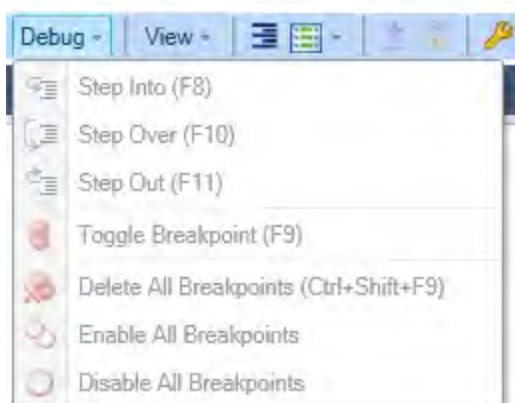 Debug View
Step Into (F8)
Step Over (F10)
Step Out (F11)
Toggle Breakpoint (F9)
Delete All Breakpoints (Ctrl+Shift+F9)
Enable All Breakpoints
Disable All Breakpoints